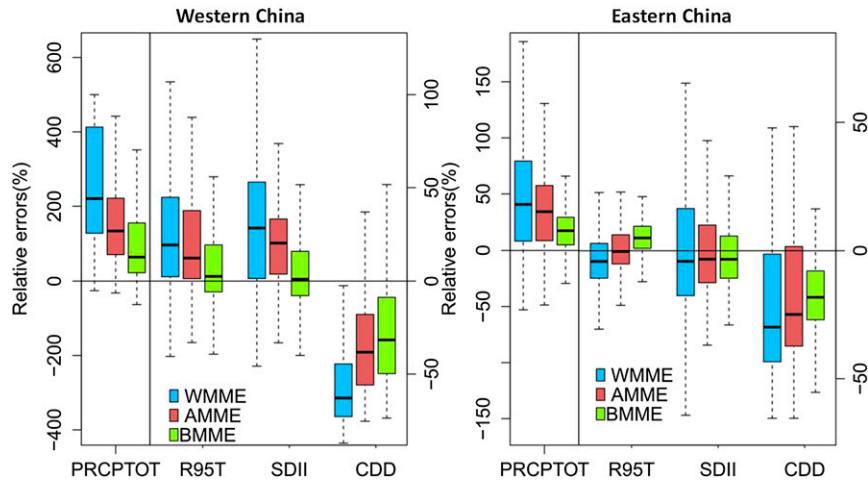 Western China
Relative errors(%)
600
400
200
0
−200
−400
100
50
0
−50
WMME
AMME
BMME
PRCPTOT R95T SDII CDD
Eastern China
Relative errors(%)
150
100
50
0
−50
−150
50
0
−50
WMME
AMME
BMME
PRCPTOT R95T SDII CDD